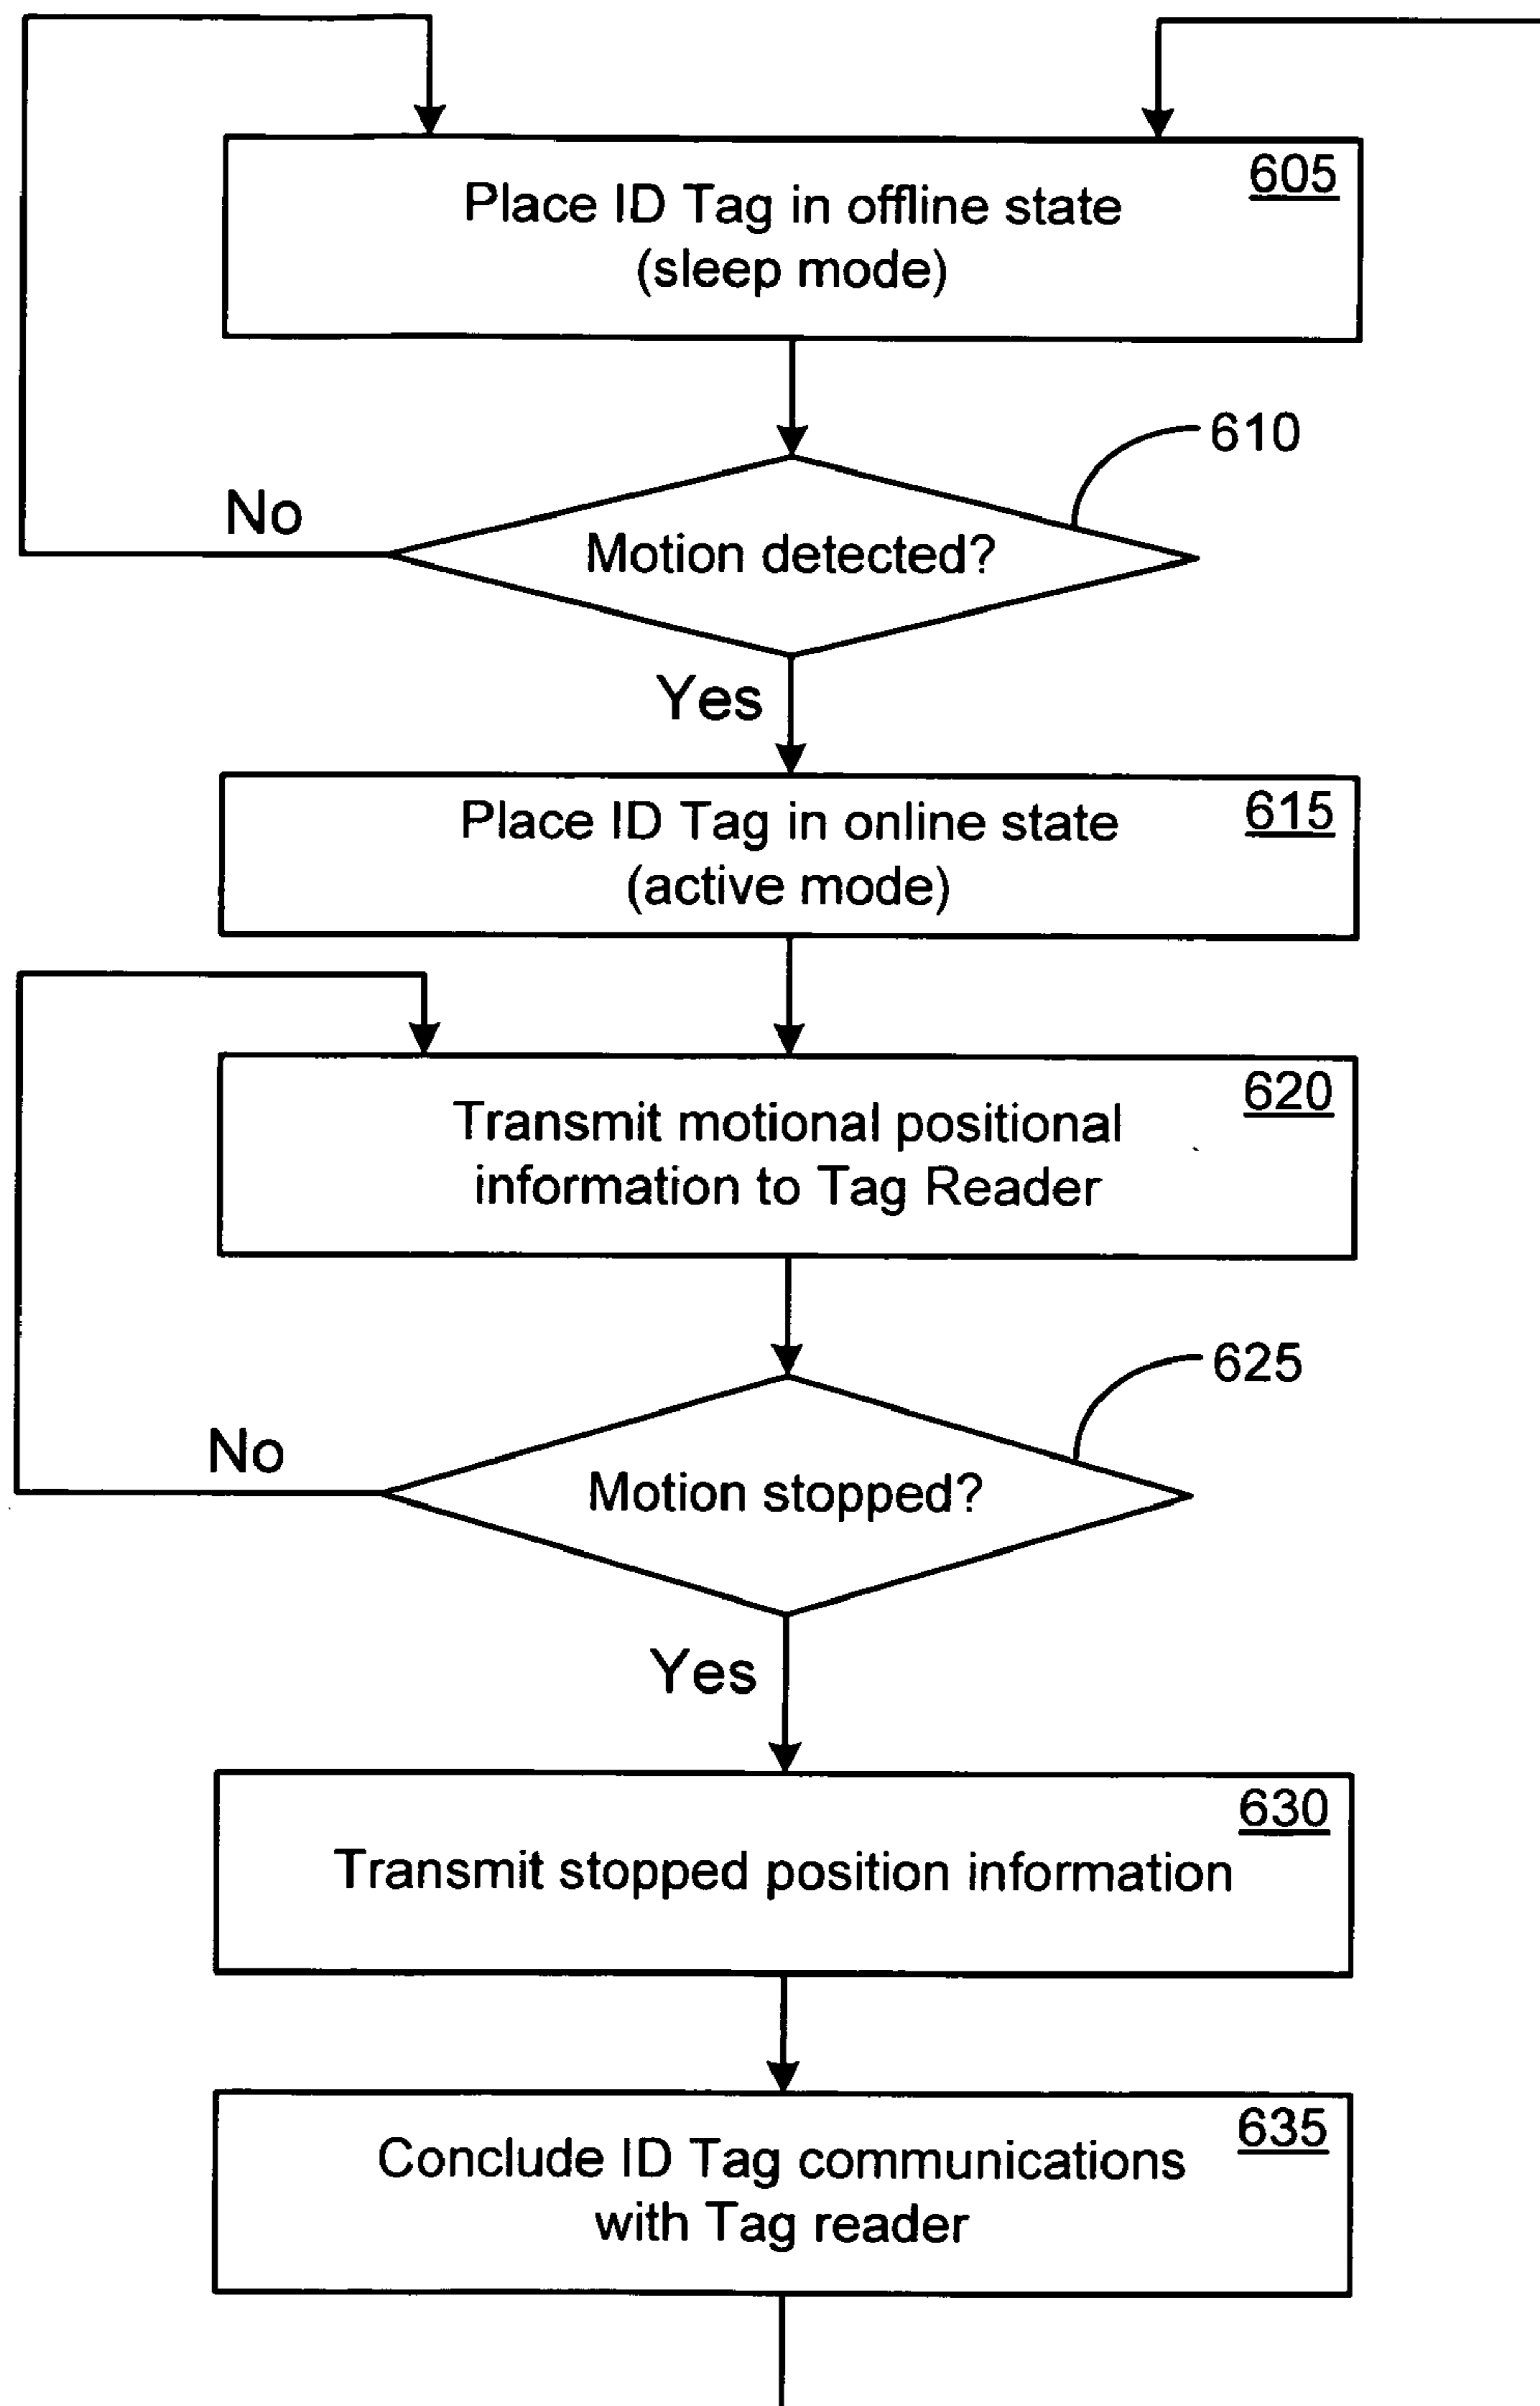 605
Place ID Tag in offline state
(sleep mode)
610
No
Motion detected?
Yes
615
Place ID Tag in online state
(active mode)
620
Transmit motional positional
information to Tag Reader
625
No
Motion stopped?
Yes
630
Transmit stopped position information
635
Conclude ID Tag communications
with Tag reader